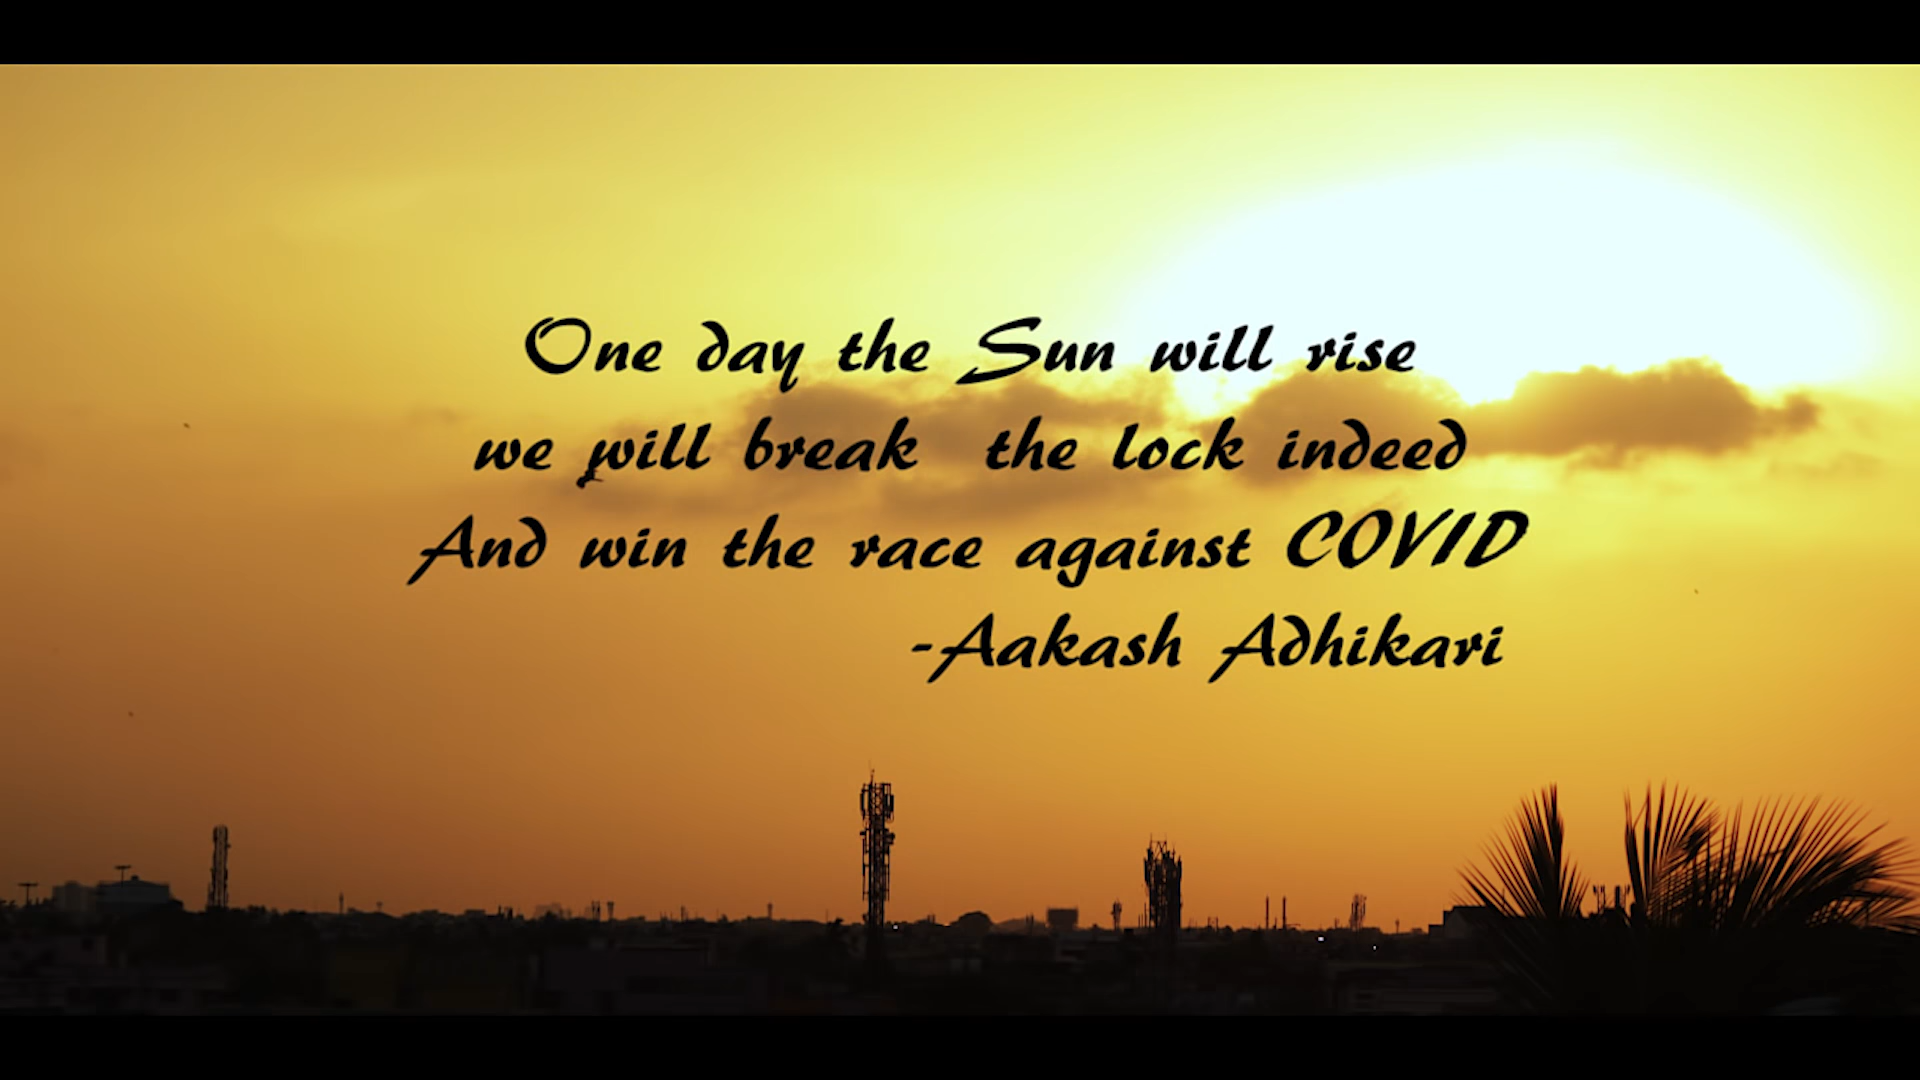 One day the Sun will rise
we will break the lock indeed
And win the race against COVID
-Aakash Adhikari